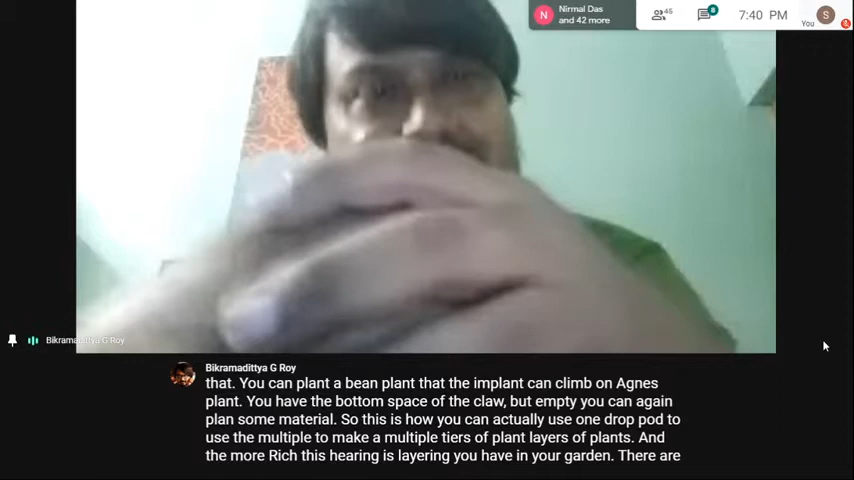 N
Nirmal Das
and 42 more
45
8
7:40 PM
You
S
Bikramadittya G Roy
Bikramadittya G Roy
that. You can plant a bean plant that the implant can climb on Agnes
plant. You have the bottom space of the claw, but empty you can again
plan some material. So this is how you can actually use one drop pod to
use the multiple to make a multiple tiers of plant layers of plants. And
the more Rich this hearing is layering you have in your garden. There are